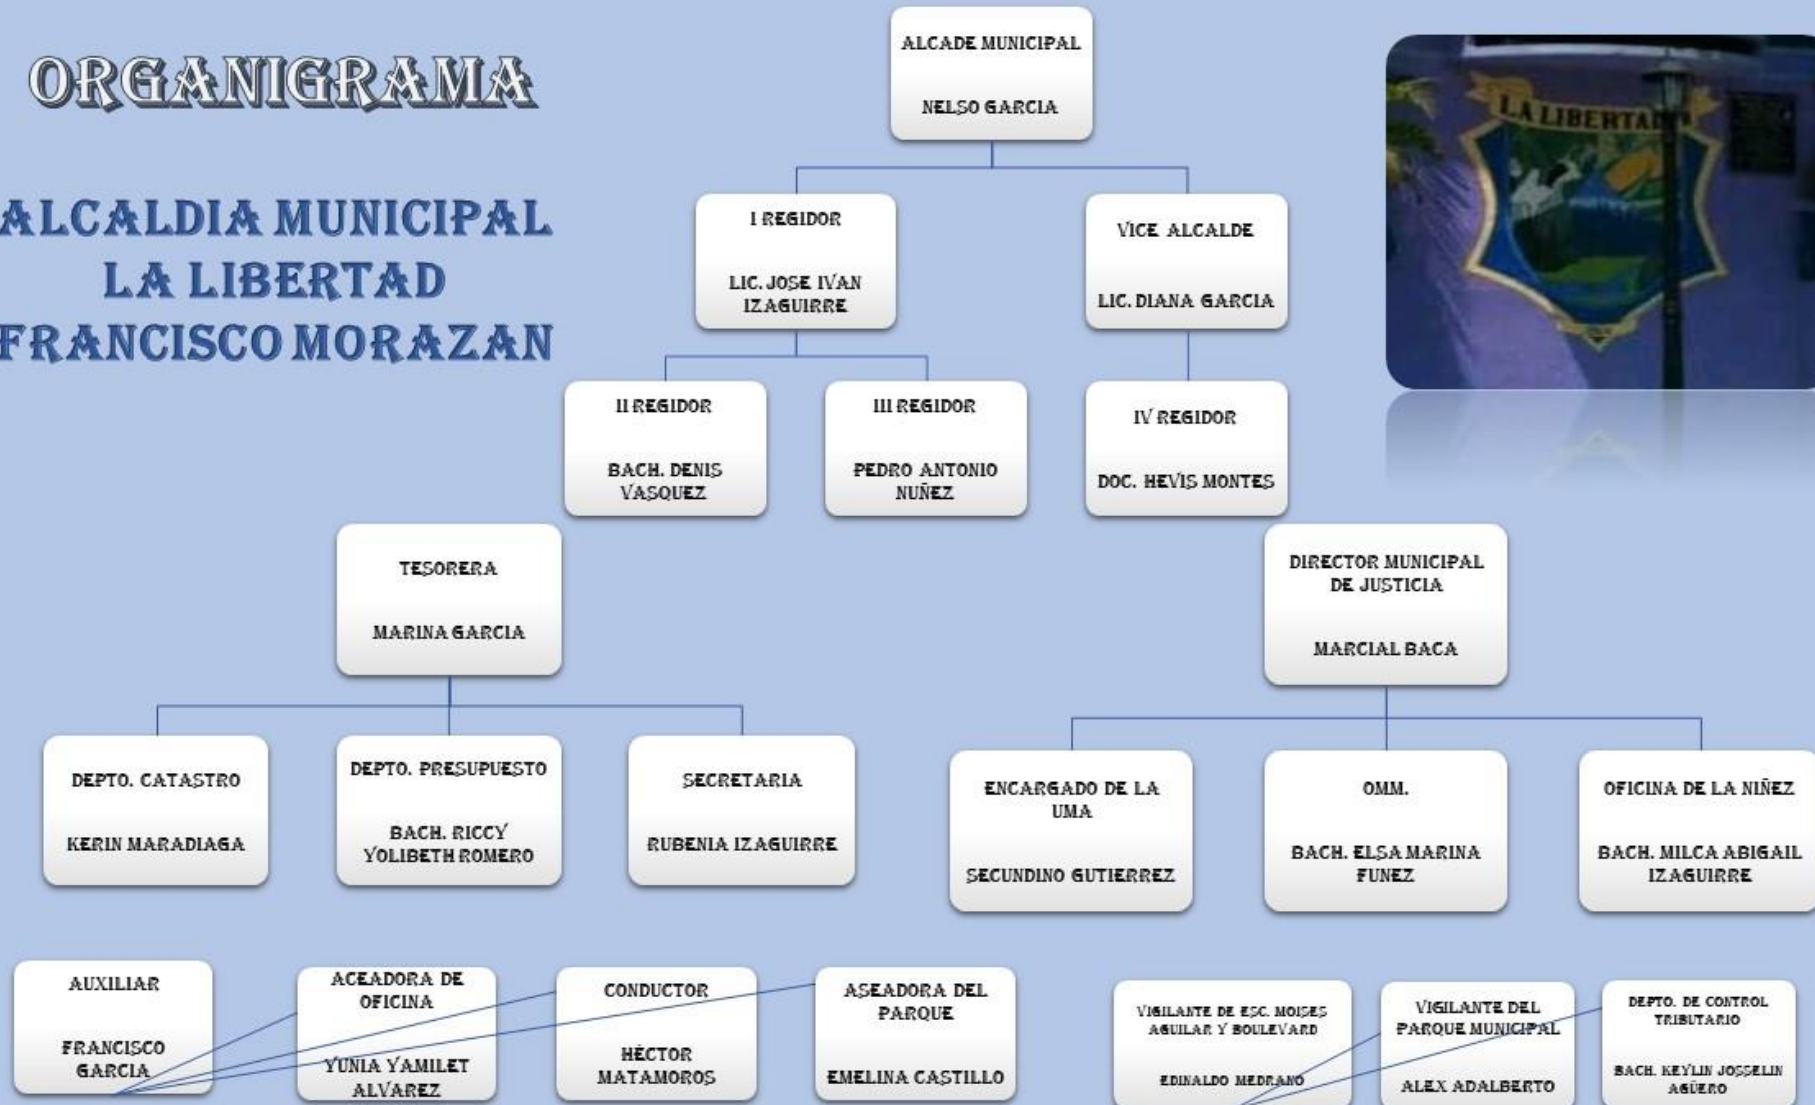 ORGANIGRAMA
ALCALDIA MUNICIPAL
LA LIBERTAD
FRANCISCO MORAZAN
ALCADE MUNICIPAL
NELSO GARCIA
LA LIBERTAD
I REGIDOR
LIC. JOSE IVAN
IZAGUIRRE
VICE ALCALDE
LIC. DIANA GARCIA
II REGIDOR
BACH. DENIS
VASQUEZ
III REGIDOR
PEDRO ANTONIO
NUÑEZ
IV REGIDOR
DOC. HEVIS MONTES
TESORERA
MARINA GARCIA
DIRECTOR MUNICIPAL
DE JUSTICIA
MARCIAL BACA
DEPTO. CATASTRO
KERIN MARADIAGA
DEPTO. PRESUPUESTO
BACH. RICCY
YOLIBETH ROMERO
SECRETARIA
RUBENIA IZAGUIRRE
ENCARGADO DE LA
UMA
SECUNDINO GUTIERREZ
OMM.
BACH. ELSA MARINA
FUNEZ
OFICINA DE LA NIÑEZ
BACH. MILCA ABIGAIL
IZAGUIRRE
AUXILIAR
FRANCISCO
GARCIA
ACEADORA DE
OFICINA
YUNIA YAMILET
ALVAREZ
CONDUCTOR
HÉCTOR
MATAMOROS
ASEADORA DEL
PARQUE
EMELINA CASTILLO
VIGILANTE DE ESC. MOISES
AGUILAR Y BOULEVARD
EDINALDO MEDRANO
VIGILANTE DEL
PARQUE MUNICIPAL
ALEX ADALBERTO
DEPTO. DE CONTROL
TRIBUTARIO
BACH. KEYLIN JOSSELIN
AGÜERO